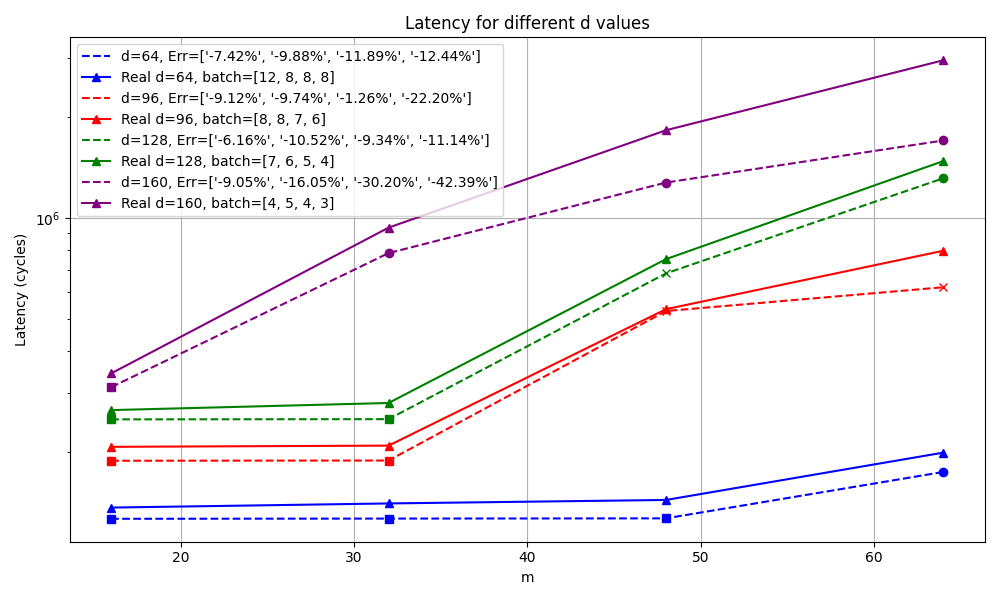 Latency for different d values
d=64, Err=['-7.42%', '-9.88%', '-11.89%', '-12.44%']
Real d=64, batch=[12, 8, 8, 8]
d=96, Err=['-9.12%', '-9.74%', '-1.26%', '-22.20%']
Real d=96, batch=[8, 8, 7, 6]
d=128, Err=['-6.16%', '-10.52%', '-9.34%', '-11.14%']
Real d=128, batch=[7, 6, 5, 4]
d=160, Err=['-9.05%', '-16.05%', '-30.20%', '-42.39%']
Real d=160, batch=[4, 5, 4, 3]
Latency (cycles)
10⁶
20 30 40 50 60
m